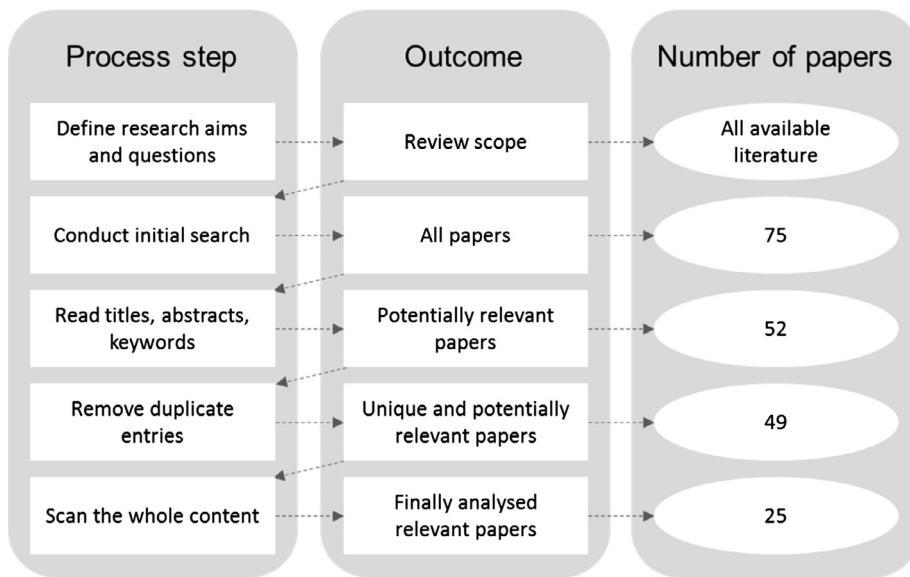 Process step
Outcome
Number of papers
Define research aims
and questions
Review scope
All available
literature
Conduct initial search
All papers
75
Read titles, abstracts,
keywords
Potentially relevant
papers
52
Remove duplicate
entries
Unique and potentially
relevant papers
49
Scan the whole content
Finally analysed
relevant papers
25